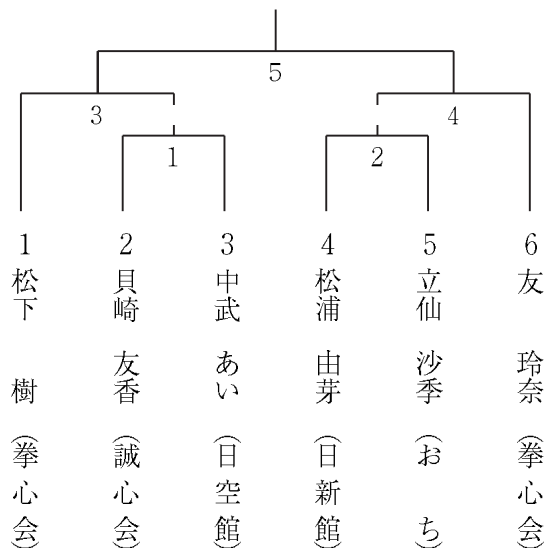 5
3
4
1
2
1 松下 樹 (拳心会)
2 貝崎 友香 (誠心会)
3 中武 あい (日空館)
4 松浦 由芽 (日新館)
5 立仙 沙季 (おち)
6 友 玲奈 (拳心会)